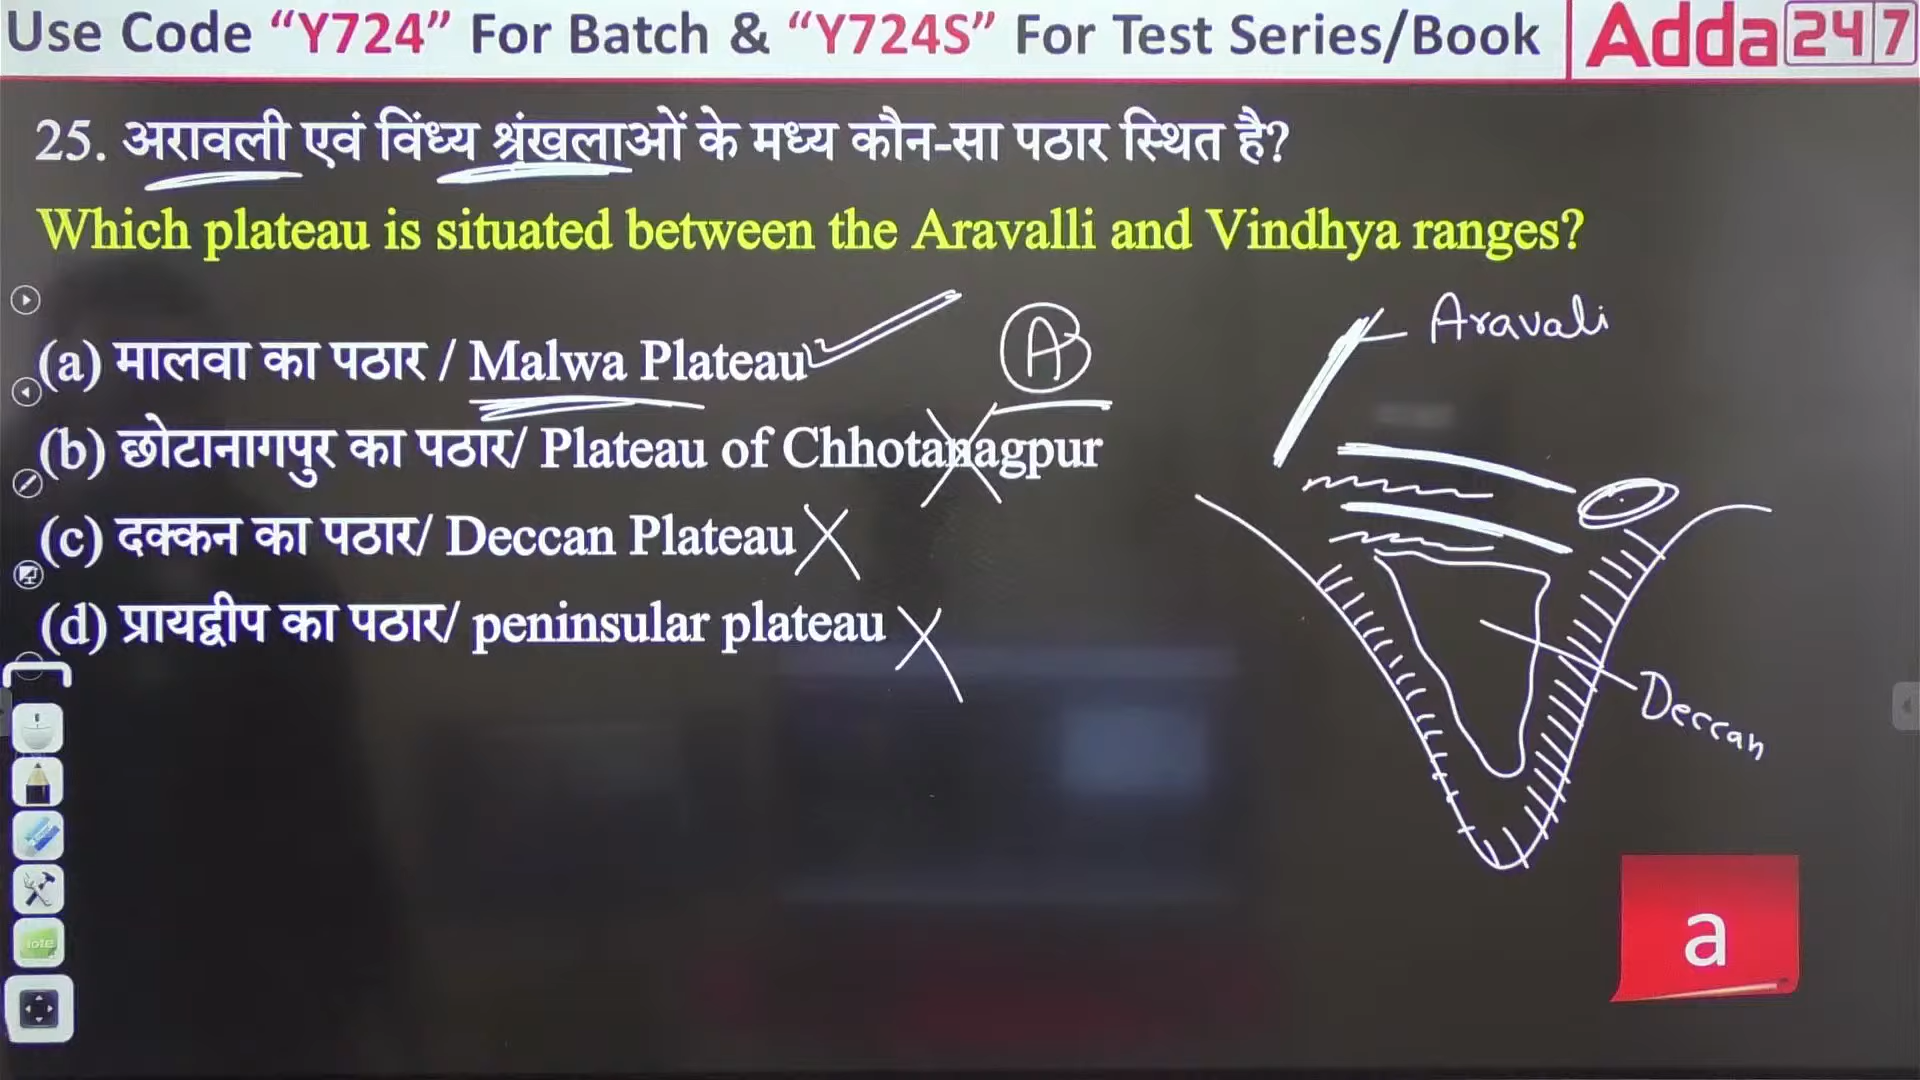 Use Code “Y724” For Batch & “Y724S” For Test Series/Book
Adda247
25. अरावली एवं विंध्य श्रंखलाओं के मध्य कौन-सा पठार स्थित है?
Which plateau is situated between the Aravalli and Vindhya ranges?
(a) मालवा का पठार / Malwa Plateau
A
(b) छोटानागपुर का पठार/ Plateau of Chhotanagpur
(c) दक्कन का पठार/ Deccan Plateau
(d) प्रायद्वीप का पठार/ peninsular plateau
Aravali
Deccan
a